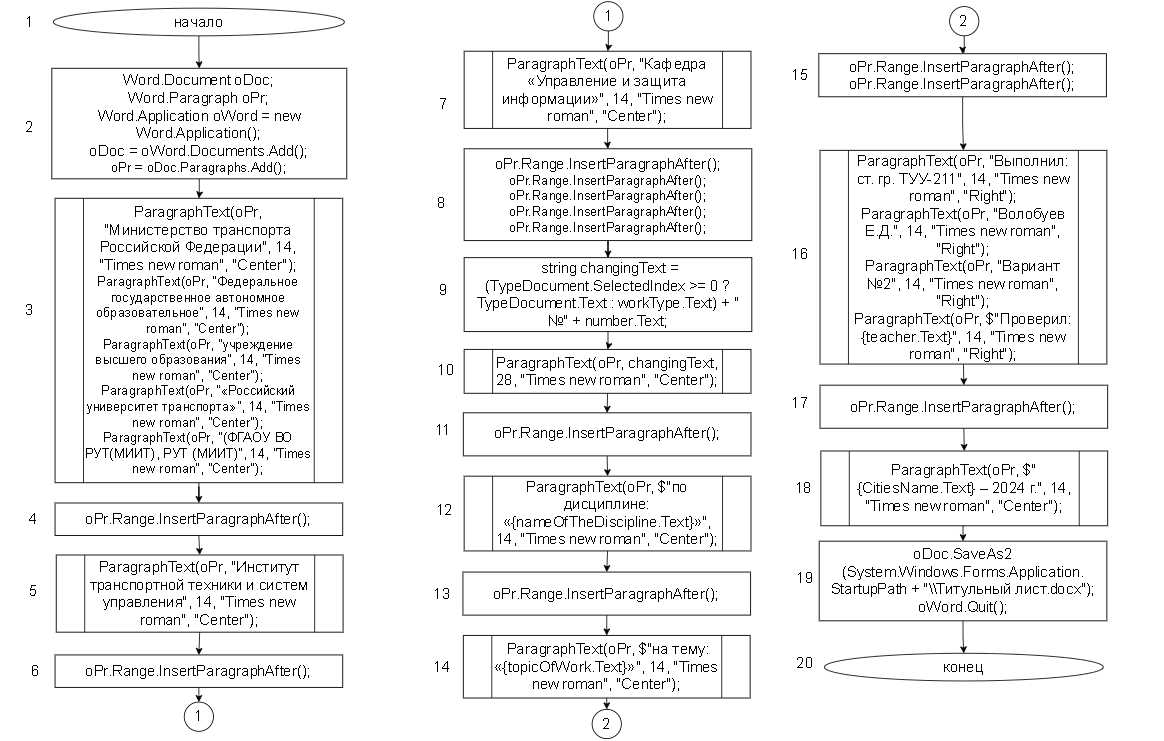 1
начало
2
Word.Document oDoc;
Word.Paragraph oPr;
Word.Application oWord = new
Word.Application();
oDoc = oWord.Documents.Add();
oPr = oDoc.Paragraphs.Add();
3
ParagraphText(oPr,
"Министерство транспорта
Российской Федерации", 14,
"Times new roman", "Center");
ParagraphText(oPr, "Федеральное
государственное автономное
образовательное", 14, "Times new
roman", "Center");
ParagraphText(oPr, "учреждение
высшего образования", 14, "Times
new roman", "Center");
ParagraphText(oPr, "«Российский
университет транспорта»", 14, "Times
new roman", "Center");
ParagraphText(oPr, "(ФГАОУ ВО
РУТ(МИИТ), РУТ (МИИТ)", 14, "Times
new roman", "Center");
4
oPr.Range.InsertParagraphAfter();
5
ParagraphText(oPr, "Институт
транспортной техники и систем
управления", 14, "Times new
roman", "Center");
6
oPr.Range.InsertParagraphAfter();
1
1
7
ParagraphText(oPr, "Кафедра
«Управление и защита
информации»", 14, "Times new
roman", "Center");
8
oPr.Range.InsertParagraphAfter();
oPr.Range.InsertParagraphAfter();
oPr.Range.InsertParagraphAfter();
oPr.Range.InsertParagraphAfter();
oPr.Range.InsertParagraphAfter();
9
string changingText =
(TypeDocument.SelectedIndex >= 0 ?
TypeDocument.Text : workType.Text) + "
№" + number.Text;
10
ParagraphText(oPr, changingText,
28, "Times new roman", "Center");
11
oPr.Range.InsertParagraphAfter();
12
ParagraphText(oPr, $"по
дисциплине:
«{nameOfTheDiscipline.Text}»",
14, "Times new roman", "Center");
13
oPr.Range.InsertParagraphAfter();
14
ParagraphText(oPr, $"на тему:
«{topicOfWork.Text}»", 14, "Times
new roman", "Center");
2
2
15
oPr.Range.InsertParagraphAfter();
oPr.Range.InsertParagraphAfter();
16
ParagraphText(oPr, "Выполнил:
ст. гр. ТУУ-211", 14, "Times new
roman", "Right");
ParagraphText(oPr, "Волобуев
Е.Д.", 14, "Times new roman",
"Right");
ParagraphText(oPr, "Вариант
№2", 14, "Times new roman",
"Right");
ParagraphText(oPr, $"Проверил:
{teacher.Text}", 14, "Times new
roman", "Right");
17
oPr.Range.InsertParagraphAfter();
18
ParagraphText(oPr, $"
{CitiesName.Text} – 2024 г.", 14,
"Times new roman", "Center");
19
oDoc.SaveAs2
(System.Windows.Forms.Application.
StartupPath + "\\Титульный лист.docx");
oWord.Quit();
20
конец